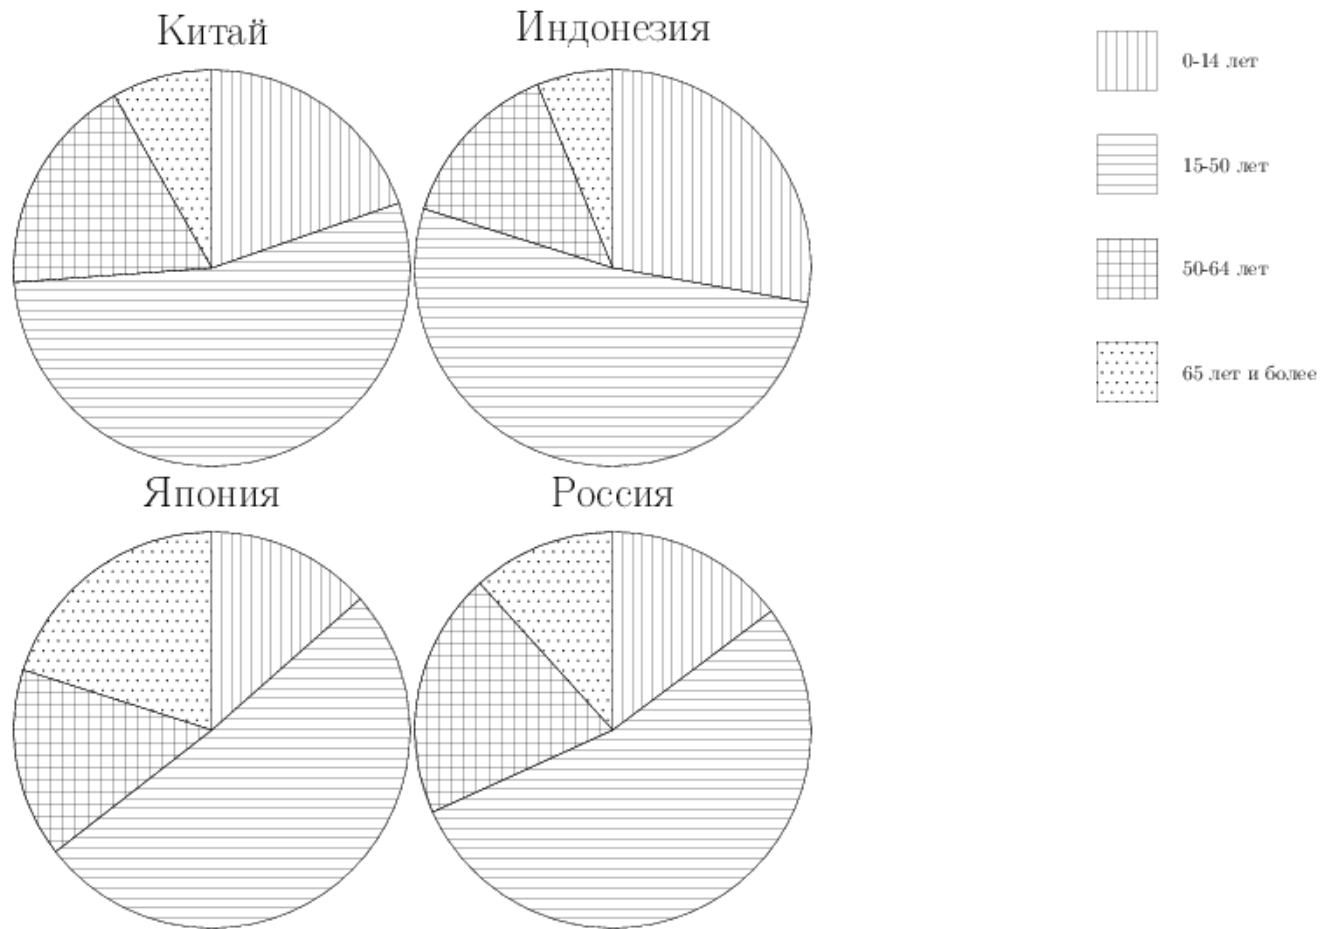 Китай
Индонезия
0-14 лет
15-50 лет
50-64 лет
65 лет и более
Япония
Россия